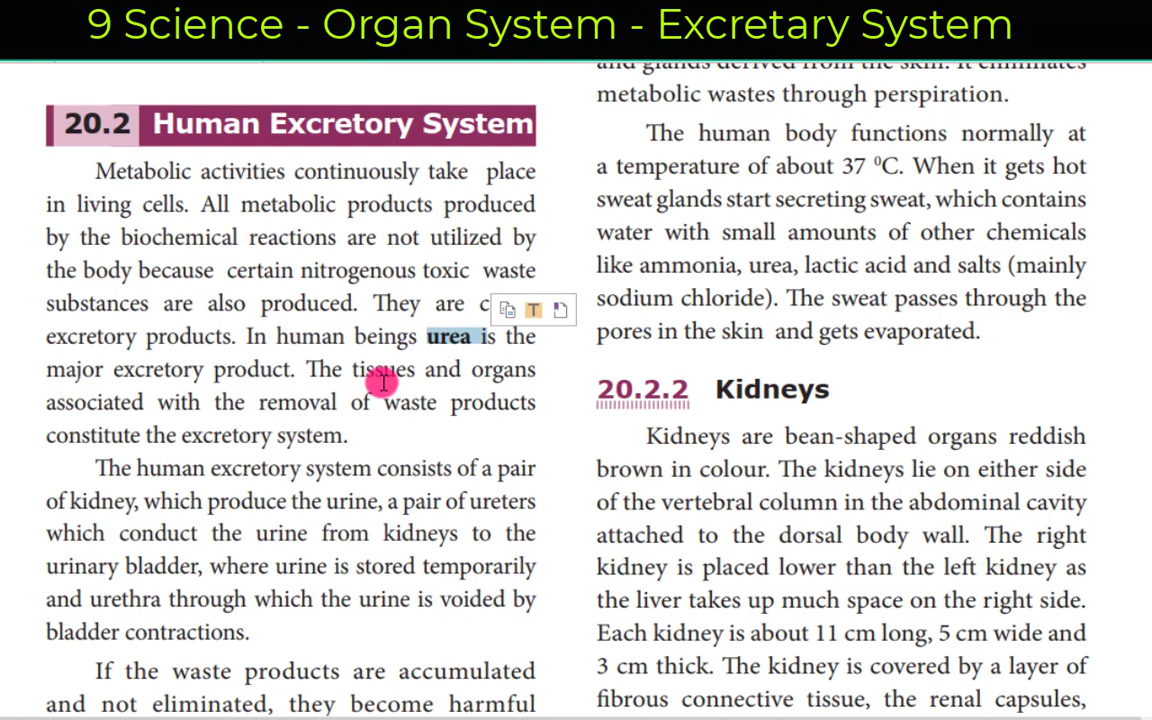 9 Science - Organ System - Excretary System
20.2 Human Excretory System
Metabolic activities continuously take place
in living cells. All metabolic products produced
by the biochemical reactions are not utilized by
the body because certain nitrogenous toxic waste
substances are also produced. They are c
excretory products. In human beings urea is the
major excretory product. The tissues and organs
associated with the removal of waste products
constitute the excretory system.
The human excretory system consists of a pair
of kidney, which produce the urine, a pair of ureters
which conduct the urine from kidneys to the
urinary bladder, where urine is stored temporarily
and urethra through which the urine is voided by
bladder contractions.
If the waste products are accumulated
and not eliminated, they become harmful
and glands derived from the skin. It eliminates
metabolic wastes through perspiration.
The human body functions normally at
a temperature of about 37 ⁰C. When it gets hot
sweat glands start secreting sweat, which contains
water with small amounts of other chemicals
like ammonia, urea, lactic acid and salts (mainly
sodium chloride). The sweat passes through the
pores in the skin and gets evaporated.
20.2.2 Kidneys
Kidneys are bean-shaped organs reddish
brown in colour. The kidneys lie on either side
of the vertebral column in the abdominal cavity
attached to the dorsal body wall. The right
kidney is placed lower than the left kidney as
the liver takes up much space on the right side.
Each kidney is about 11 cm long, 5 cm wide and
3 cm thick. The kidney is covered by a layer of
fibrous connective tissue, the renal capsules,